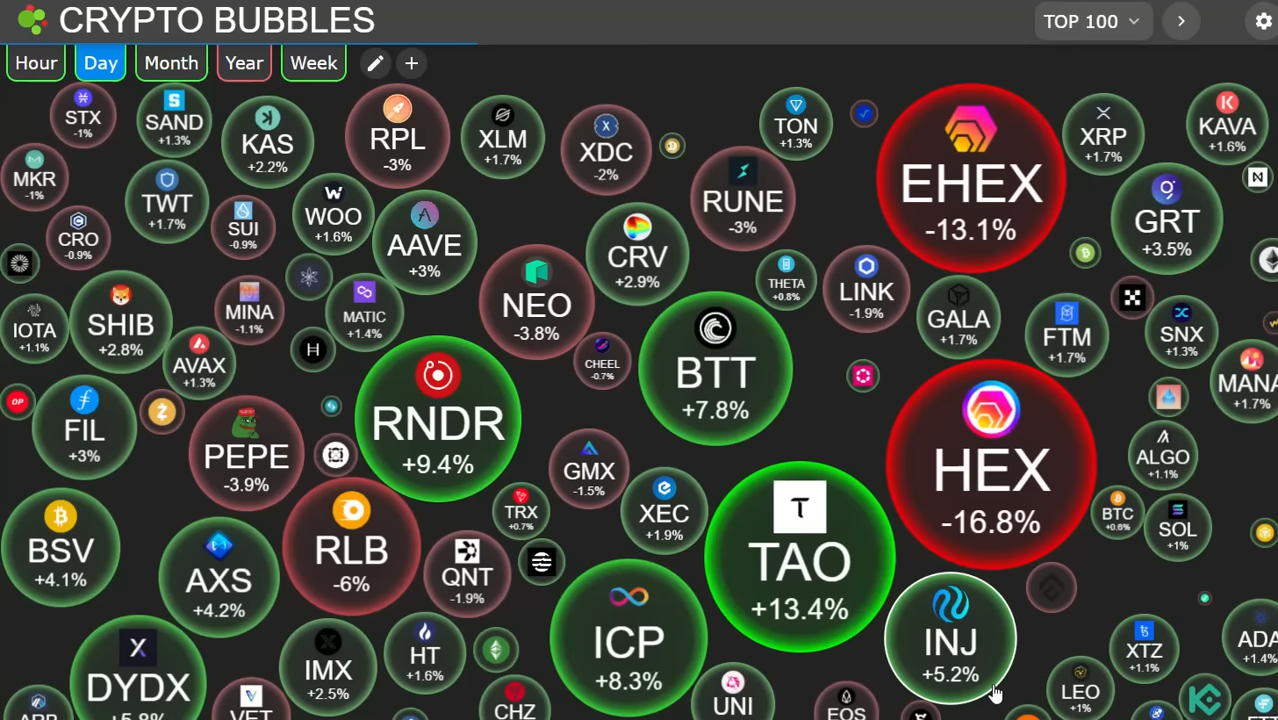 CRYPTO BUBBLES
TOP 100
Hour
Day
Month
Year
Week
STX
-1%
SAND
+1.3%
KAS
+2.2%
RPL
-3%
XLM
+1.7%
XDC
-2%
TON
+1.3%
EHEX
-13.1%
XRP
+1.7%
KAVA
+1.6%
MKR
-1%
TWT
+1.7%
SUI
-0.9%
WOO
+1.6%
AAVE
+3%
RUNE
-3%
GRT
+3.5%
CRO
-0.9%
CRV
+2.9%
THETA
+0.8%
LINK
-1.9%
IOTA
+1.1%
SHIB
+2.8%
MINA
-1.1%
MATIC
+1.4%
NEO
-3.8%
GALA
+1.7%
FTM
+1.7%
SNX
+1.3%
AVAX
+1.3%
CHEEL
-0.7%
BTT
+7.8%
MANA
+1.7%
OP
FIL
+3%
PEPE
-3.9%
RNDR
+9.4%
GMX
-1.5%
HEX
-16.8%
ALGO
+1.1%
TRX
+0.7%
XEC
+1.9%
BTC
+0.6%
SOL
+1%
BSV
+4.1%
AXS
+4.2%
RLB
-6%
QNT
-1.9%
TAO
+13.4%
ICP
+8.3%
INJ
+5.2%
IMX
+2.5%
HT
+1.6%
XTZ
+1.1%
ADA
+1.4%
DYDX
+5.8%
LEO
+1%
VET
CHZ
UNI
EOS